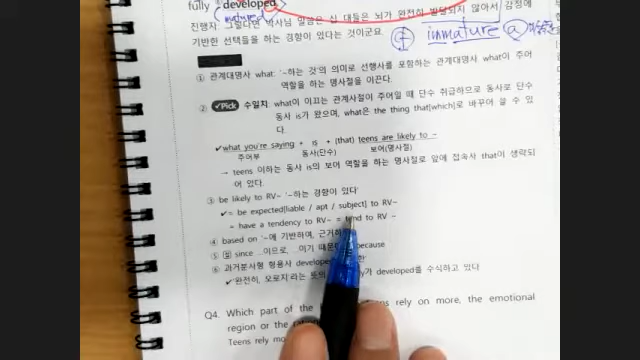 fully developed
진행자: 그렇다면 박사님 말씀은 십 대들은 뇌가 완전히 발달되지 않아서 감정에
immature ⓐ
기반한 선택들을 하는 경향이 있다는 것이군요
① 관계대명사 what: '~하는 것'의 의미로 선행사를 포함하는 관계대명사 what이 주어
역할을 하는 명사절을 이끈다.
② ✔Pick 수일치: what이 이끄는 관계사절이 주어일 때 단수 취급하므로 동사도 단수
동사 is가 왔으며, what은 the thing that[which]로 바꾸어 쓸 수 있
다.
✔what you're saying + is + (that) teens are likely to ~
주어부 동사(단수) 보어(명사절)
→ teens 이하는 동사 is의 보어 역할을 하는 명사절로 앞에 접속사 that이 생략되
어 있다.
③ be likely to RV~ '~하는 경향이 있다'
✔= be expected[liable / apt / subject] to RV~
= have a tendency to RV~ = tend to RV ~
④ based on '~에 기반하여, 근거하
⑤ since ...이므로, ...이기 때문 because
⑥ 과거분사형 형용사 develope
✔'완전히, 오로지'라는 가 developed를 수식하고 있다
Q4. Which part of the rely on more, the emotional
region or the
Teens rely mo